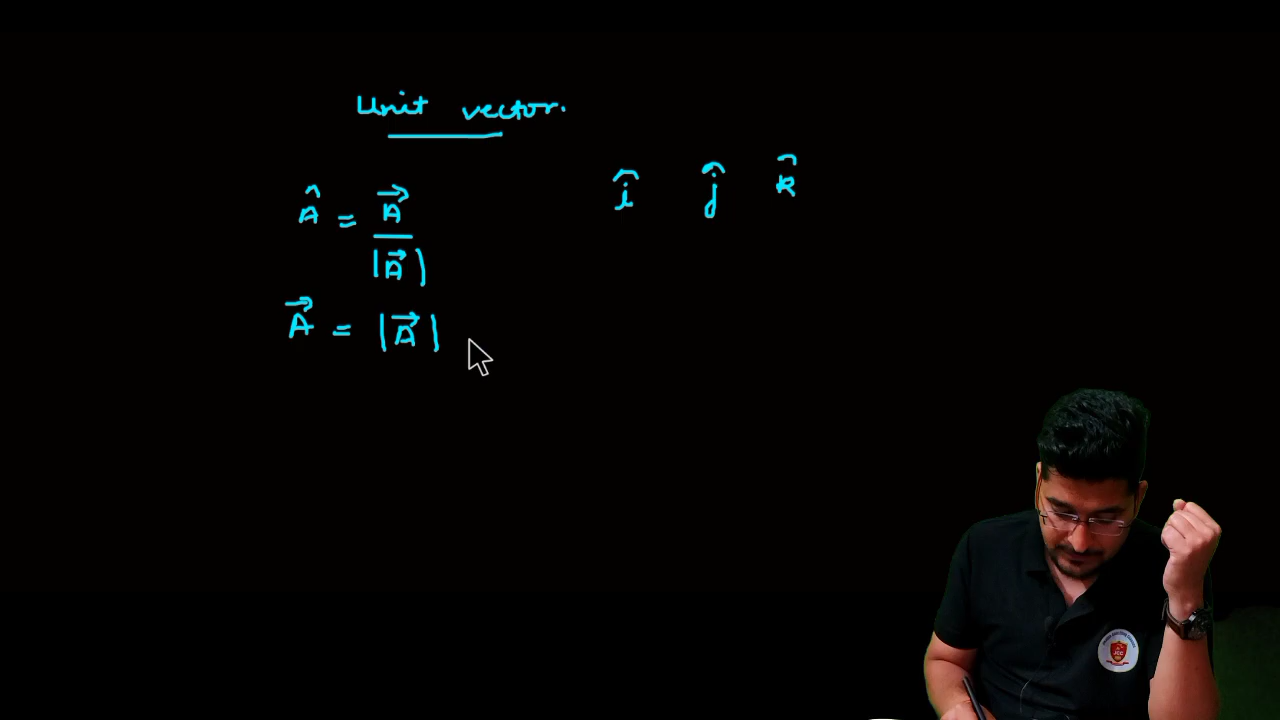 Unit vector.
Â = A⃗ / |A⃗|
î ĵ k̂
A⃗ = |A⃗|